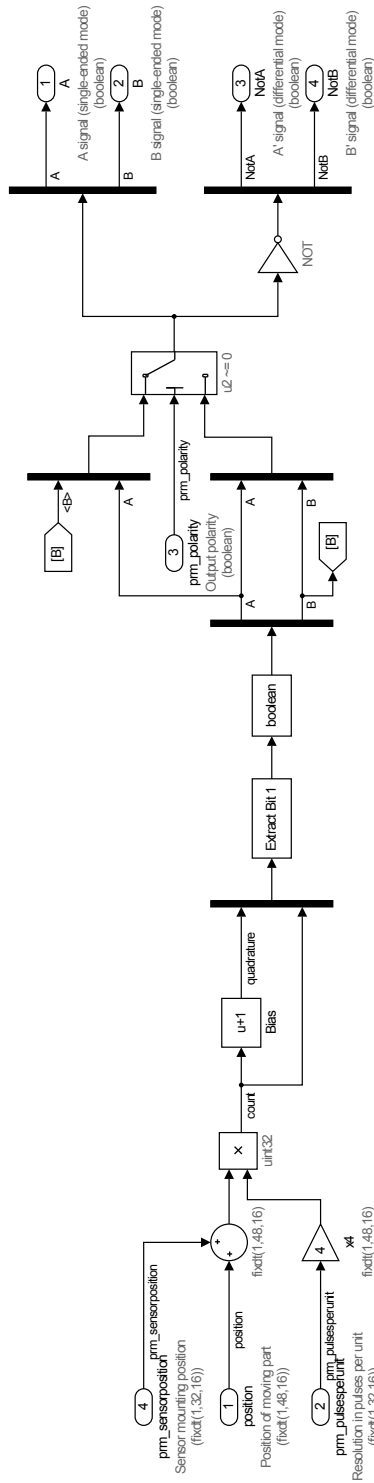 4
prm_sensorposition
prm_sensorposition
Sensor mounting position
(fixdt(1,32,16))
1
position
position
Position of moving part
(fixdt(1,48,16))
2
prm_pulsesperunit
prm_pulsesperunit
Resolution in pulses per unit
(fixdt(1,32,16))
+
+
fixdt(1,48,16)
4
x4
fixdt(1,48,16)
×
uint32
count
u+1
Bias
quadrature
Extract Bit 1
boolean
A
B
[B]
[B]
<B>
A
3
prm_polarity
prm_polarity
Output polarity
(boolean)
u2 ~= 0
NOT
A
B
1
A
A signal (single-ended mode)
(boolean)
2
B
B signal (single-ended mode)
(boolean)
NotA
NotB
3
NotA
A' signal (differential mode)
(boolean)
4
NotB
B' signal (differential mode)
(boolean)